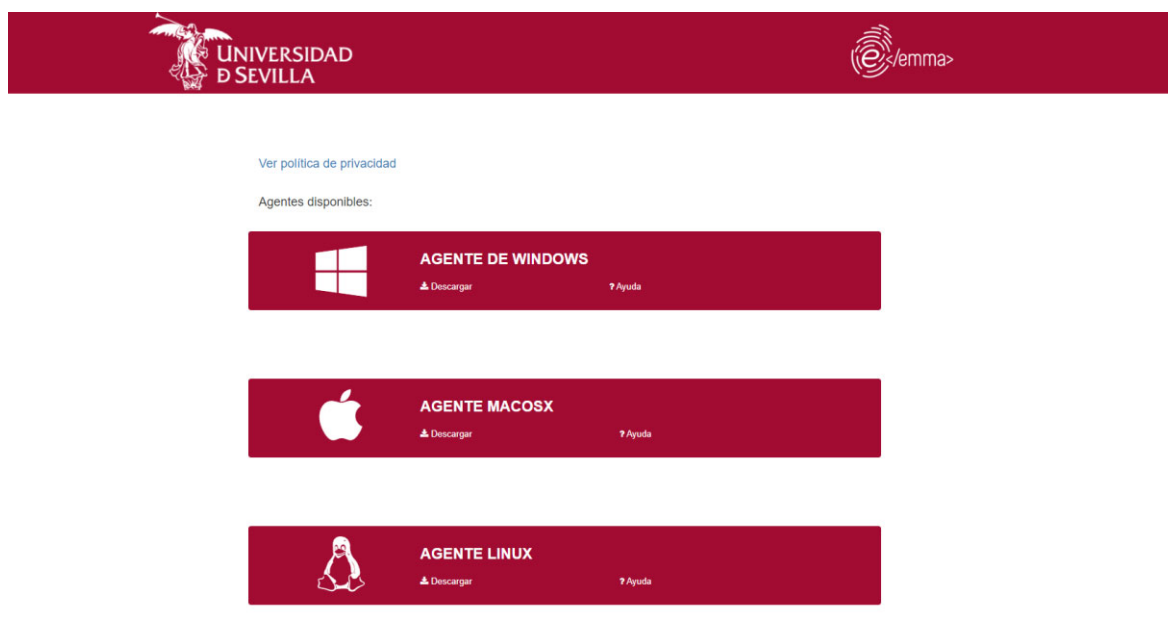 UNIVERSIDAD
Ð SEVILLA
e</emma>
Ver política de privacidad
Agentes disponibles:
AGENTE DE WINDOWS
Descargar ? Ayuda
AGENTE MACOSX
Descargar ? Ayuda
AGENTE LINUX
Descargar ? Ayuda